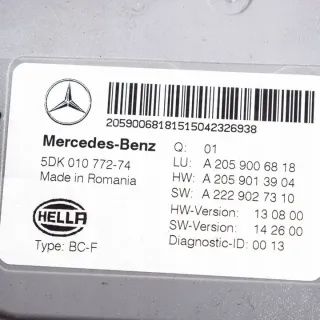 20590068181515042326938
Mercedes-Benz
Q: 01
5DK 010 772-74
LU: A 205 900 68 18
Made in Romania
HW: A 205 901 39 04
SW: A 222 902 73 10
HELLA
HW-Version: 13 08 00
SW-Version: 14 26 00
Type: BC-F
Diagnostic-ID: 00 13